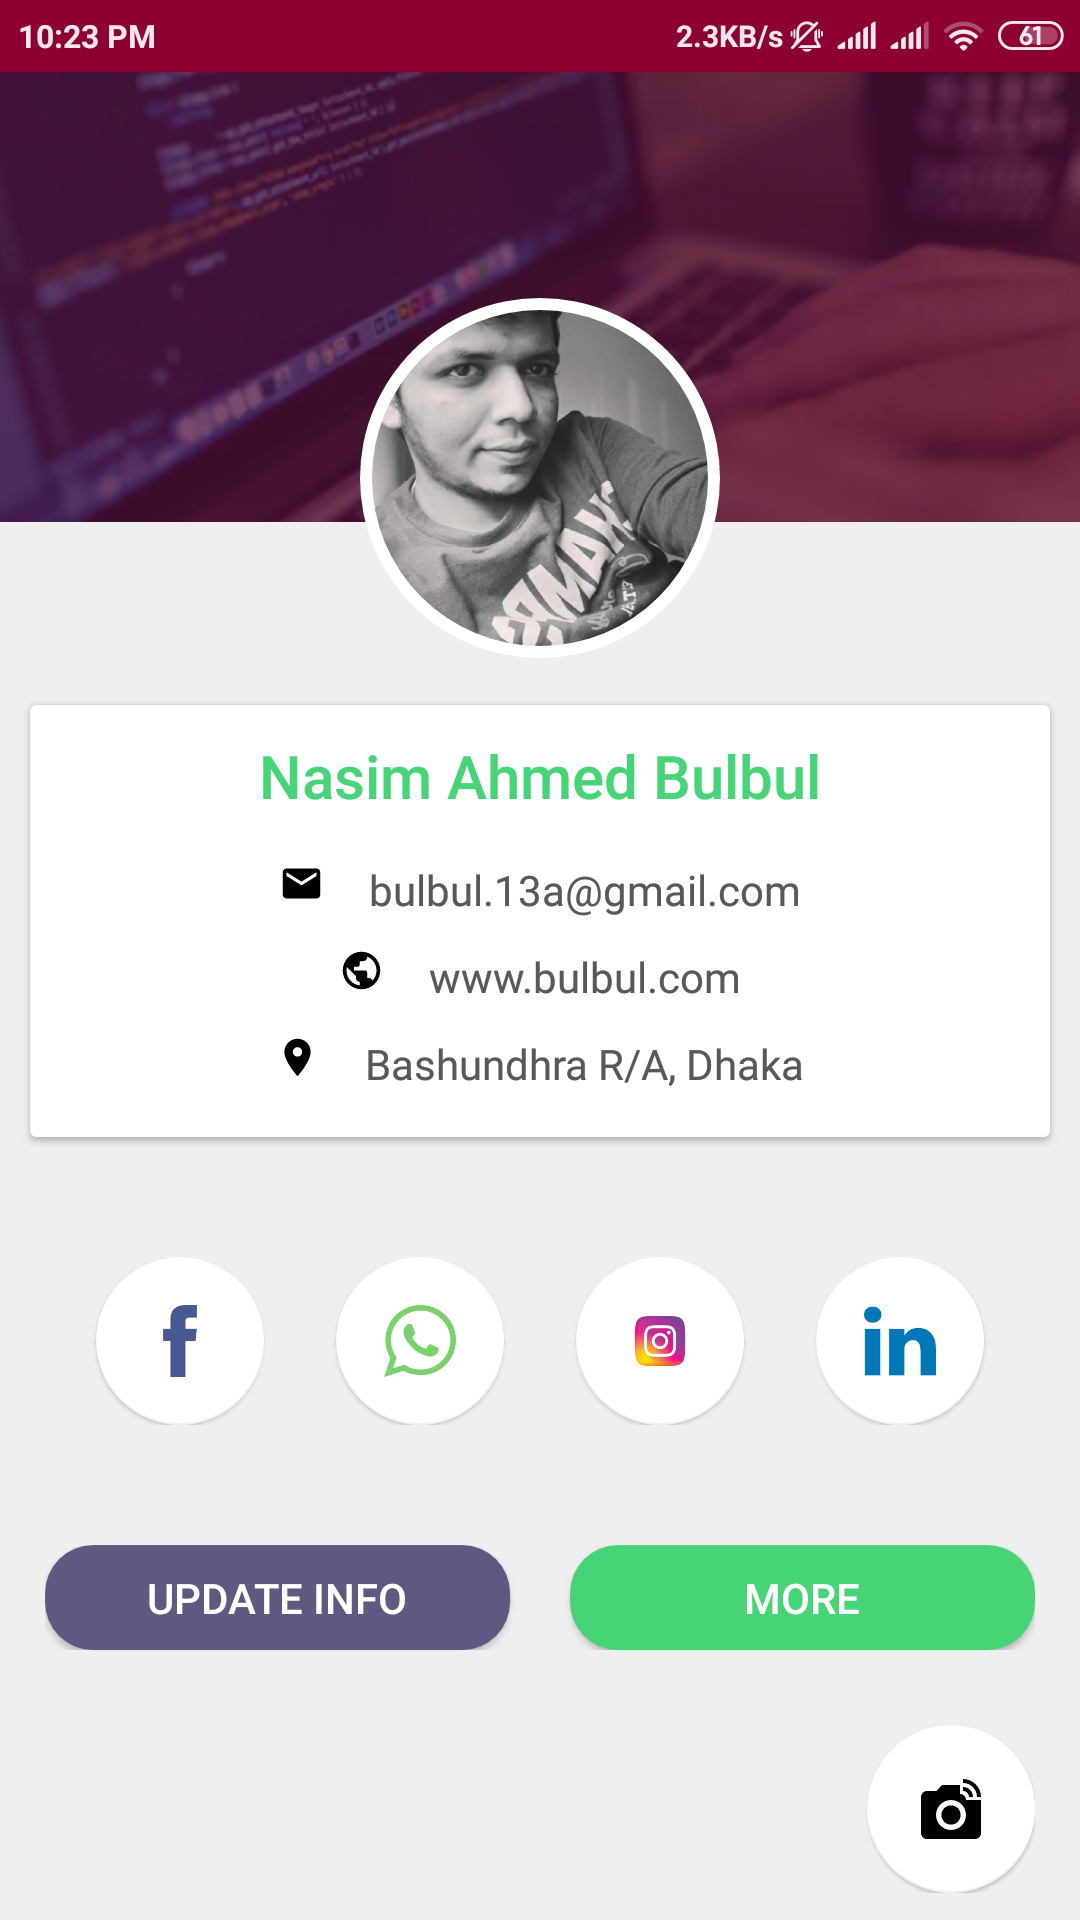 10:23 PM 2.3KB/s 61
Nasim Ahmed Bulbul
bulbul.13a@gmail.com
www.bulbul.com
Bashundhra R/A, Dhaka
UPDATE INFO MORE